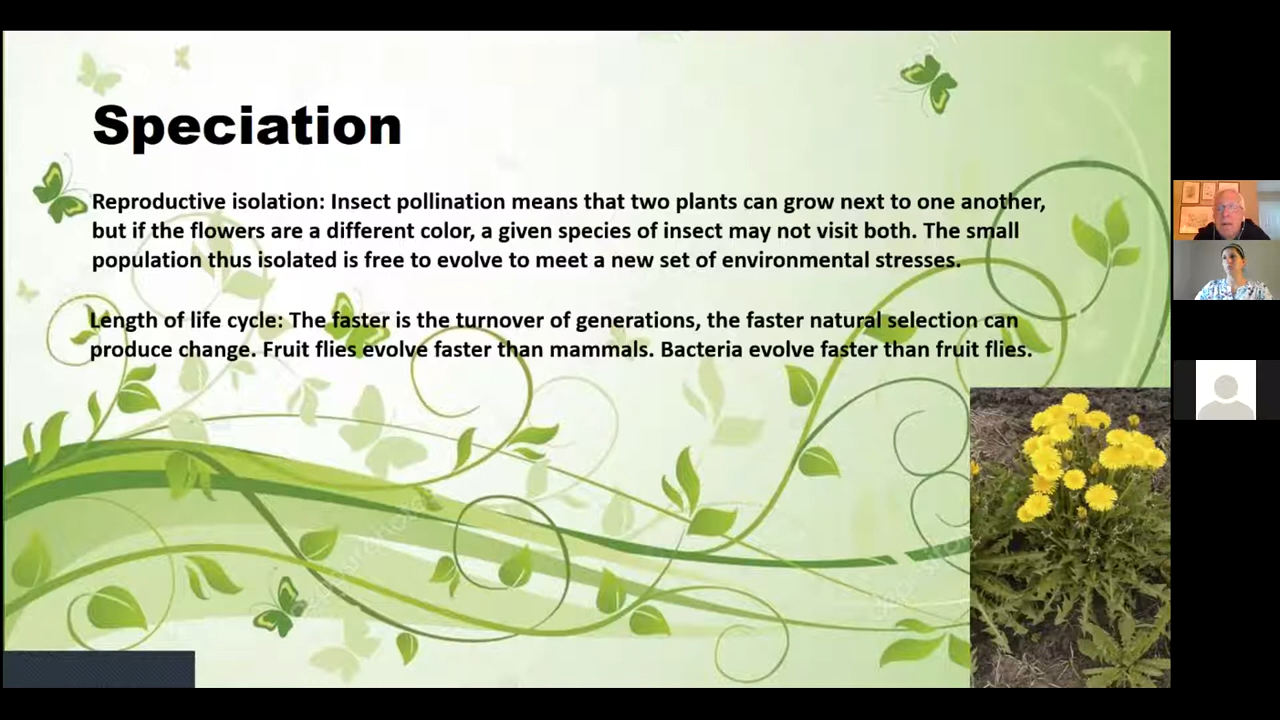 Speciation
Reproductive isolation: Insect pollination means that two plants can grow next to one another,
but if the flowers are a different color, a given species of insect may not visit both. The small
population thus isolated is free to evolve to meet a new set of environmental stresses.
Length of life cycle: The faster is the turnover of generations, the faster natural selection can
produce change. Fruit flies evolve faster than mammals. Bacteria evolve faster than fruit flies.